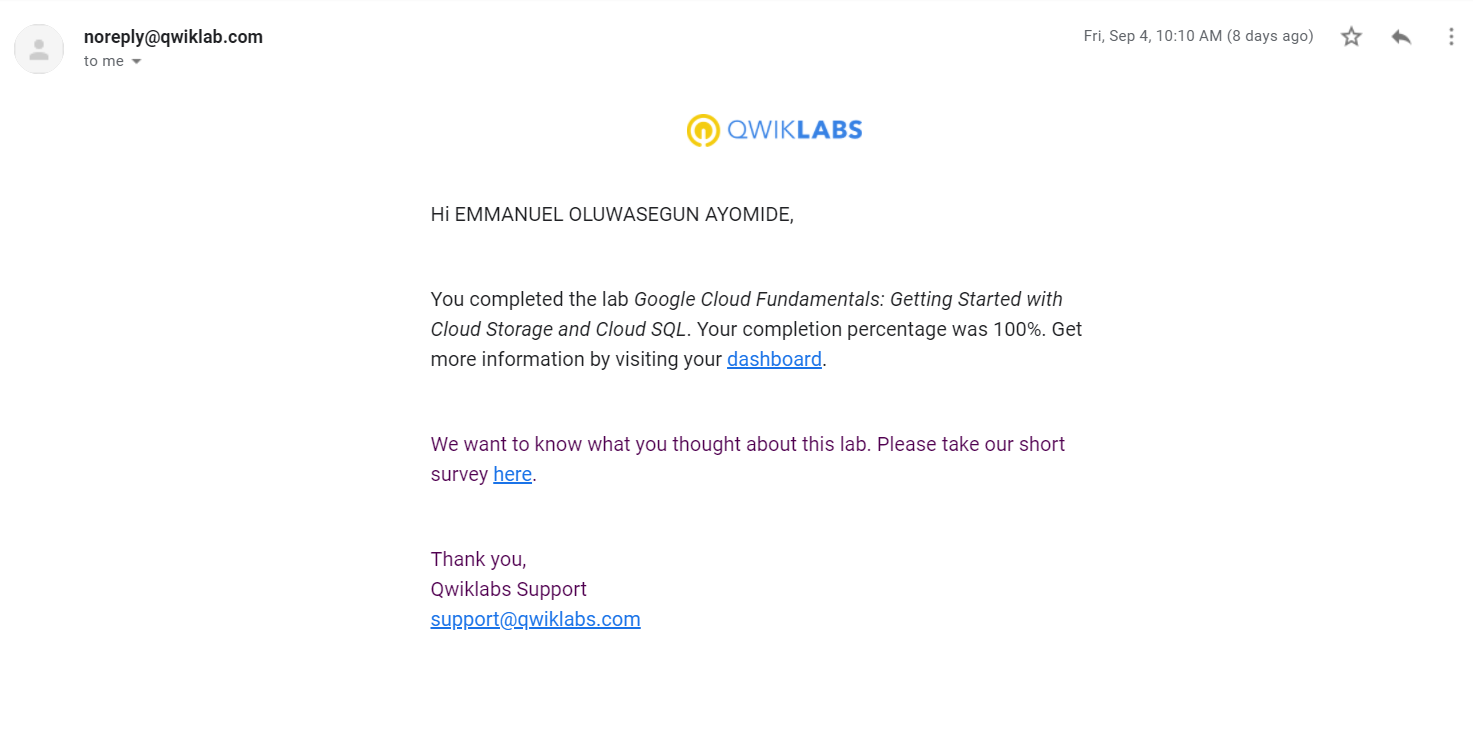 noreply@qwiklab.com
Fri, Sep 4, 10:10 AM (8 days ago)
to me
QWIKLABS
Hi EMMANUEL OLUWASEGUN AYOMIDE,
You completed the lab Google Cloud Fundamentals: Getting Started with
Cloud Storage and Cloud SQL. Your completion percentage was 100%. Get
more information by visiting your dashboard.
We want to know what you thought about this lab. Please take our short
survey here.
Thank you,
Qwiklabs Support
support@qwiklabs.com